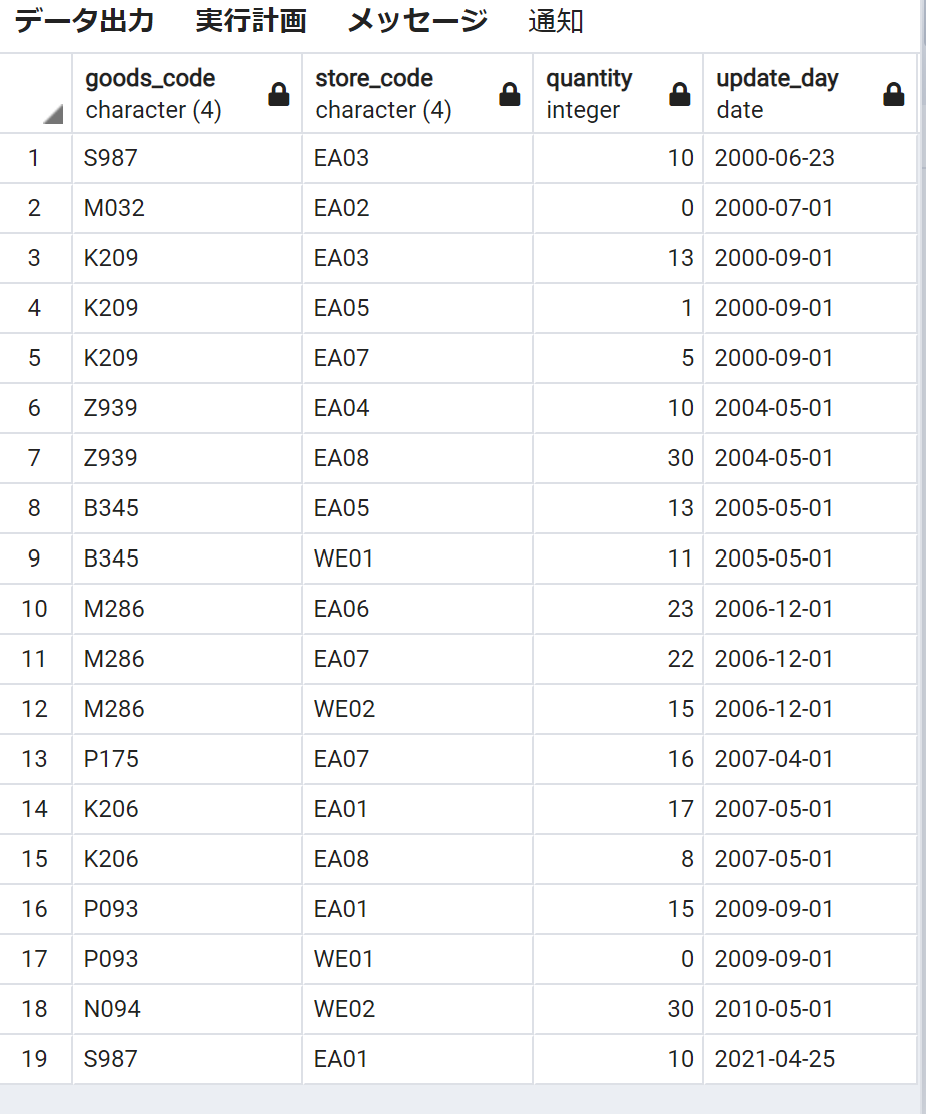 データ出力 実行計画 メッセージ 通知
goods_code store_code quantity update_day
character (4) character (4) integer date
1 S987 EA03 10 2000-06-23
2 M032 EA02 0 2000-07-01
3 K209 EA03 13 2000-09-01
4 K209 EA05 1 2000-09-01
5 K209 EA07 5 2000-09-01
6 Z939 EA04 10 2004-05-01
7 Z939 EA08 30 2004-05-01
8 B345 EA05 13 2005-05-01
9 B345 WE01 11 2005-05-01
10 M286 EA06 23 2006-12-01
11 M286 EA07 22 2006-12-01
12 M286 WE02 15 2006-12-01
13 P175 EA07 16 2007-04-01
14 K206 EA01 17 2007-05-01
15 K206 EA08 8 2007-05-01
16 P093 EA01 15 2009-09-01
17 P093 WE01 0 2009-09-01
18 N094 WE02 30 2010-05-01
19 S987 EA01 10 2021-04-25